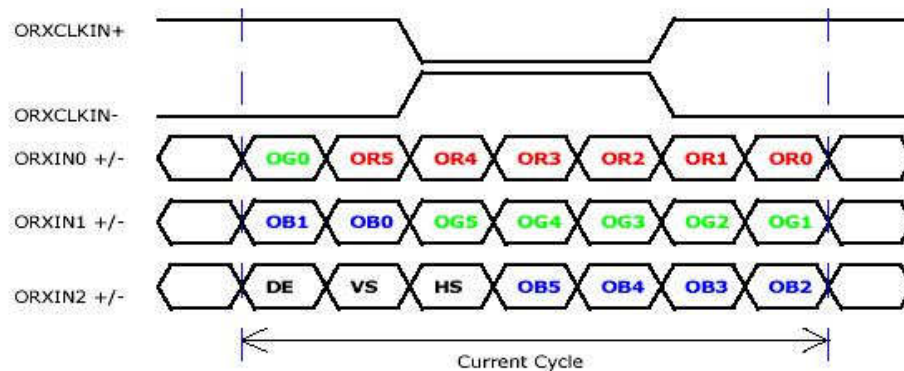 ORXCLKIN+
ORXCLKIN-
ORXIN0 +/- OG0 OR5 OR4 OR3 OR2 OR1 OR0
ORXIN1 +/- OB1 OB0 OG5 OG4 OG3 OG2 OG1
ORXIN2 +/- DE VS HS OB5 OB4 OB3 OB2
Current Cycle